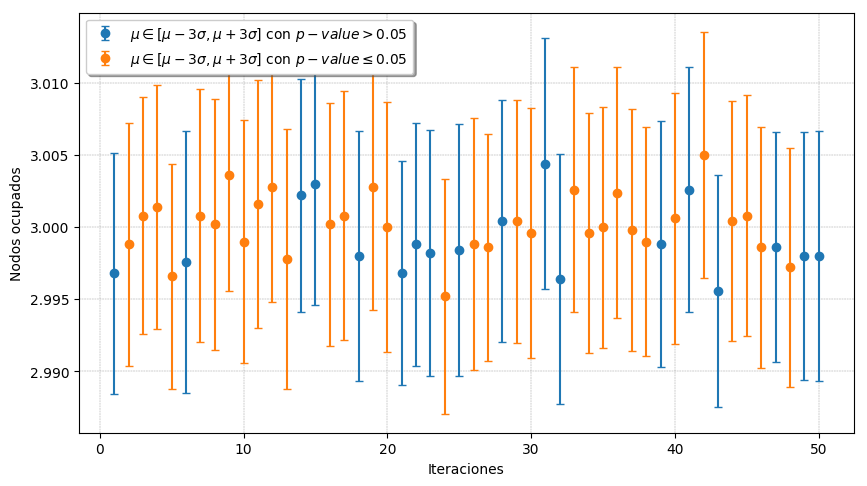 μ ∈ [μ − 3σ, μ + 3σ] con p − value > 0.05
μ ∈ [μ − 3σ, μ + 3σ] con p − value ≤ 0.05
3.010
3.005
3.000
2.995
2.990
Nodos ocupados
0 10 20 30 40 50
Iteraciones